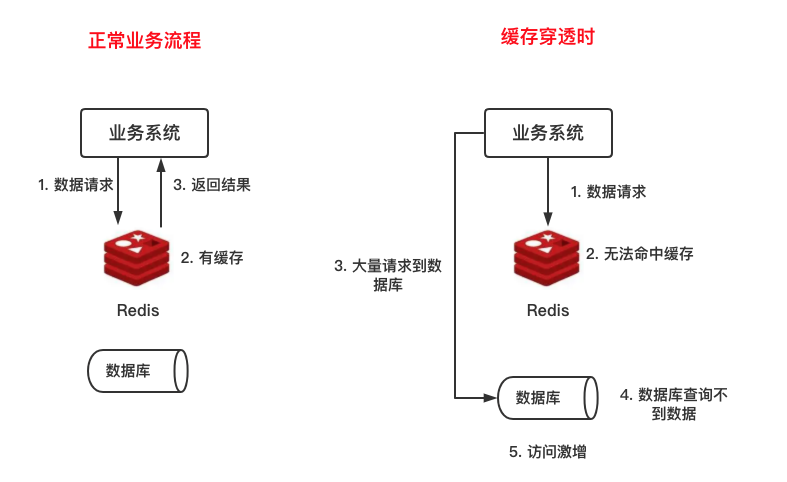 正常业务流程
业务系统
1. 数据请求
3. 返回结果
2. 有缓存
Redis
数据库
缓存穿透时
业务系统
1. 数据请求
2. 无法命中缓存
3. 大量请求到数
据库
Redis
数据库
4. 数据库查询不
到数据
5. 访问激增